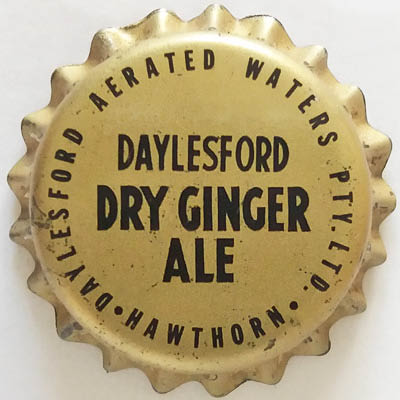 DAYLESFORD AERATED WATERS PTY. LTD.
DAYLESFORD
DRY GINGER
ALE
• HAWTHORN •